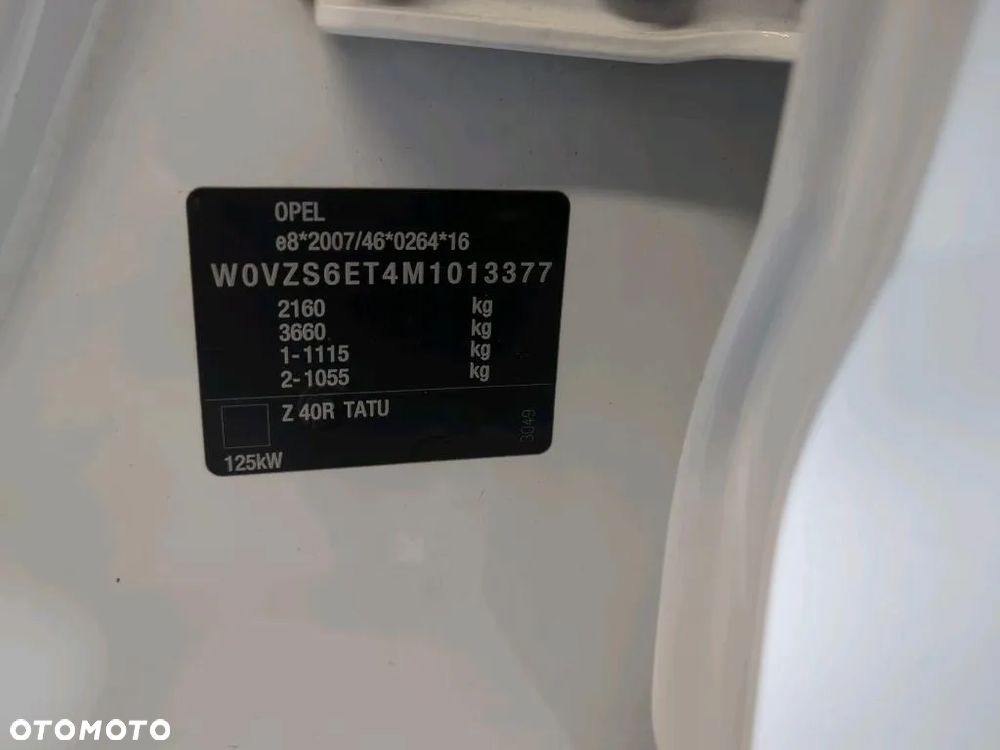 OPEL
e8*2007/46*0264*16
W0VZS6ET4M1013377
2160 kg
3660 kg
1-1115 kg
2-1055 kg
Z 40R TATU
3049
125kW
OTOMOTO